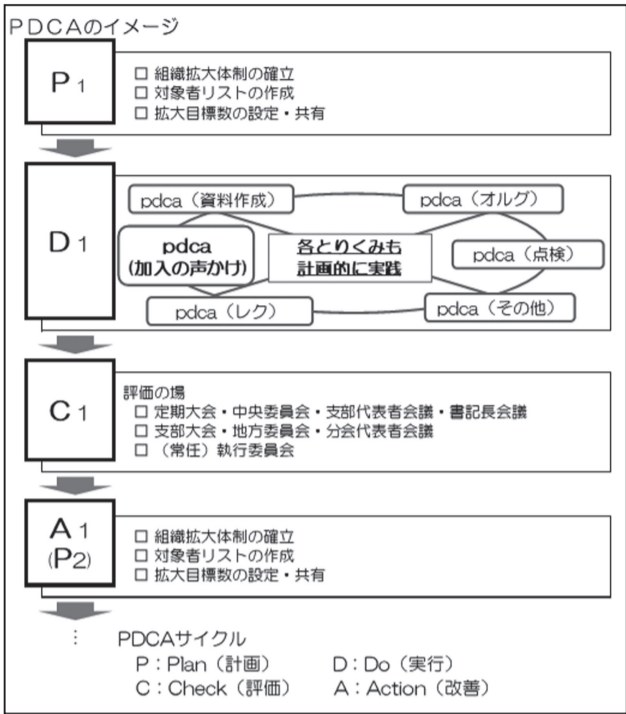 PDCAのイメージ
P1
□ 組織拡大体制の確立
□ 対象者リストの作成
□ 拡大目標数の設定・共有
D1
pdca（資料作成）
pdca（オルグ）
pdca
(加入の声かけ)
各とりくみも
計画的に実践
pdca（点検）
pdca（レク）
pdca（その他）
C1
評価の場
□ 定期大会・中央委員会・支部代表者会議・書記長会議
□ 支部大会・地方委員会・分会代表者会議
□ （常任）執行委員会
A1
(P2)
□ 組織拡大体制の確立
□ 対象者リストの作成
□ 拡大目標数の設定・共有
⋮
PDCAサイクル
P：Plan（計画） D：Do（実行）
C：Check（評価） A：Action（改善）